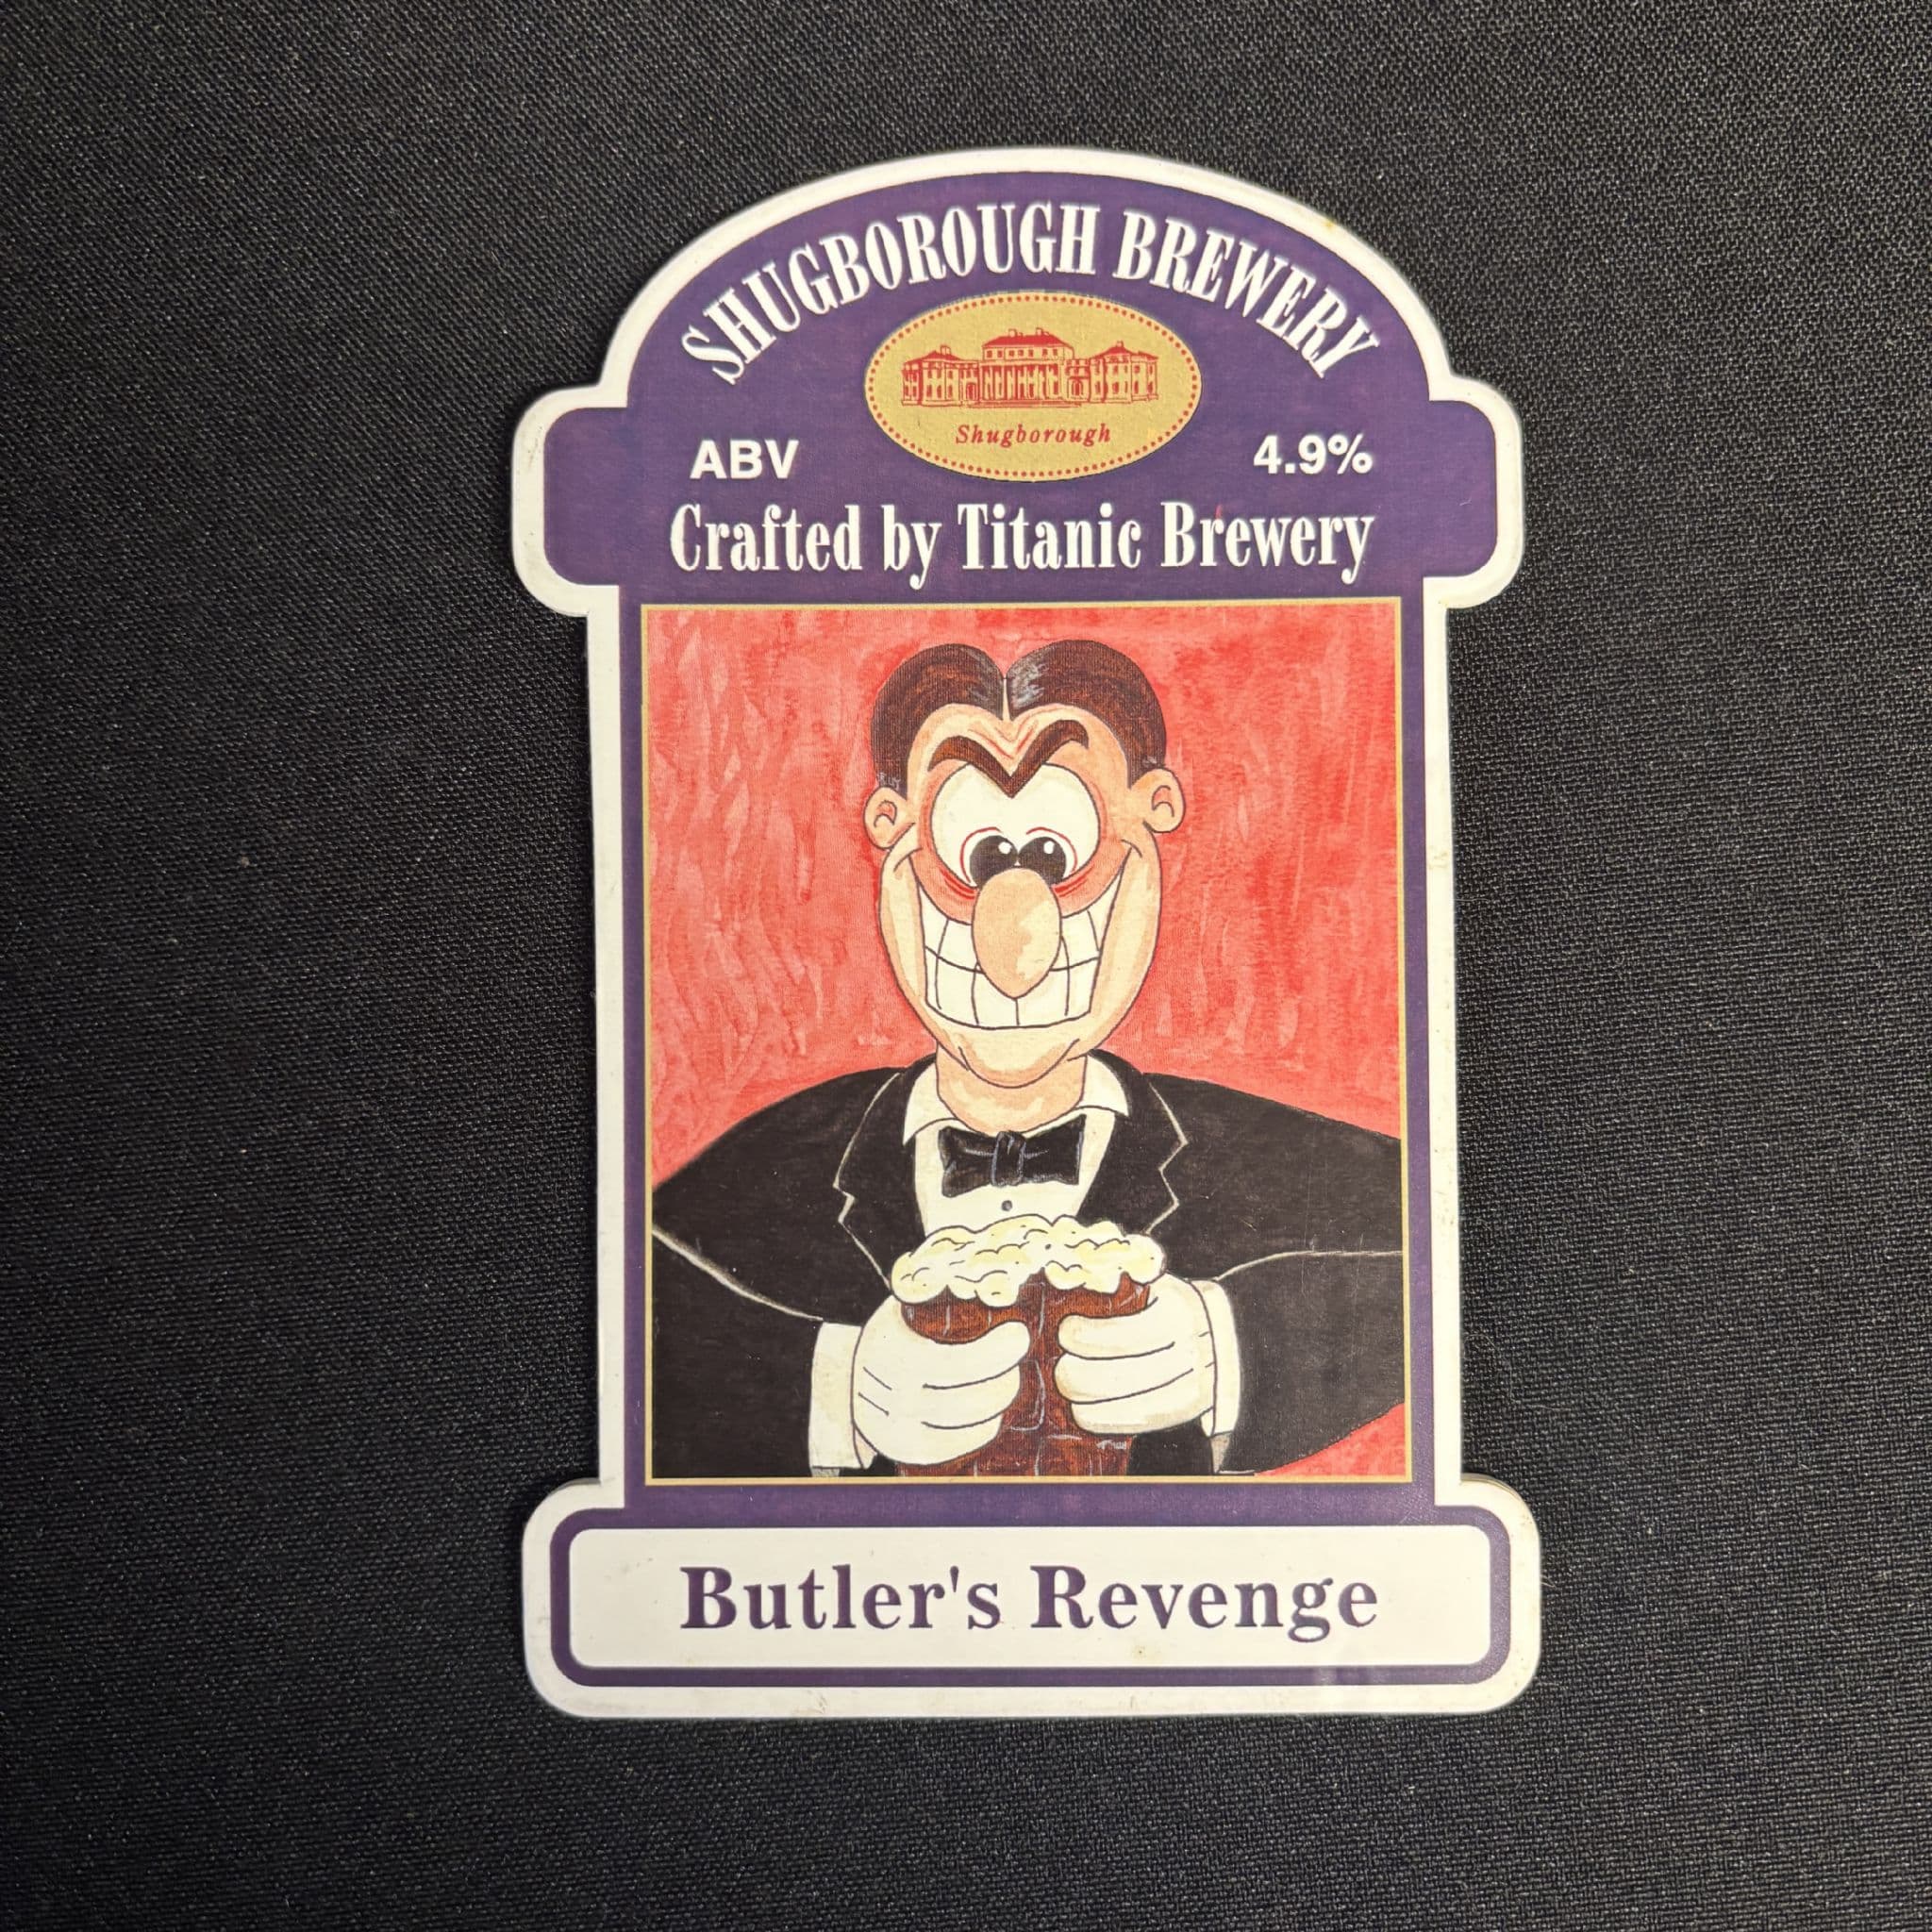 SHUGBOROUGH BREWERY
Shugborough
ABV 4.9%
Crafted by Titanic Brewery
Butler's Revenge